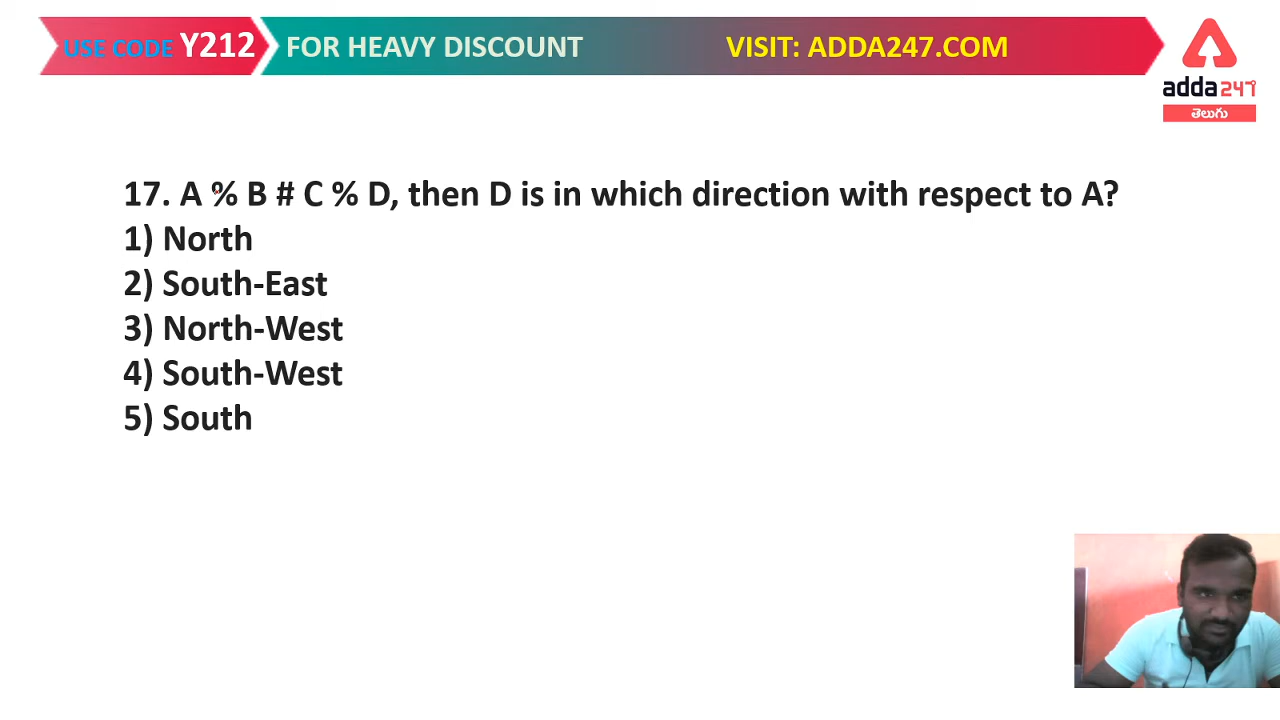 USE CODE Y212 FOR HEAVY DISCOUNT VISIT: ADDA247.COM
adda247
తెలుగు
17. A % B # C % D, then D is in which direction with respect to A?
1) North
2) South-East
3) North-West
4) South-West
5) South